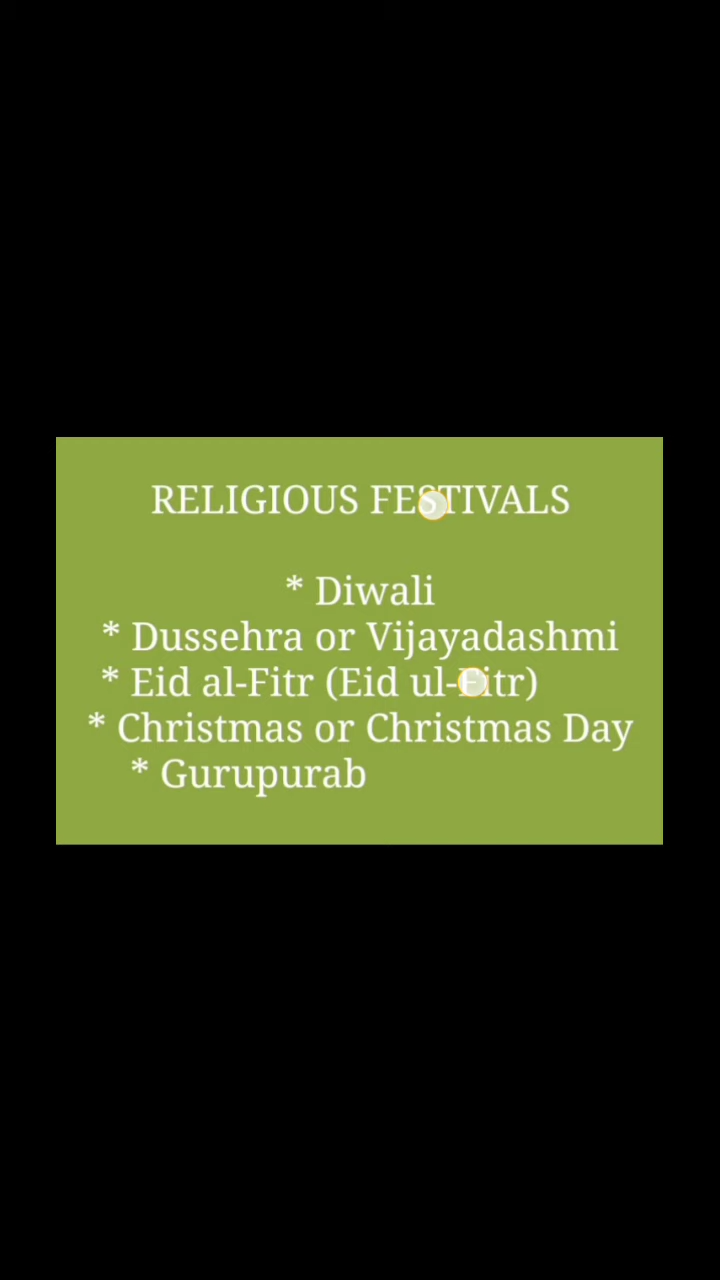 RELIGIOUS FESTIVALS
* Diwali
* Dussehra or Vijayadashmi
* Eid al-Fitr (Eid ul-Fitr)
* Christmas or Christmas Day
* Gurupurab